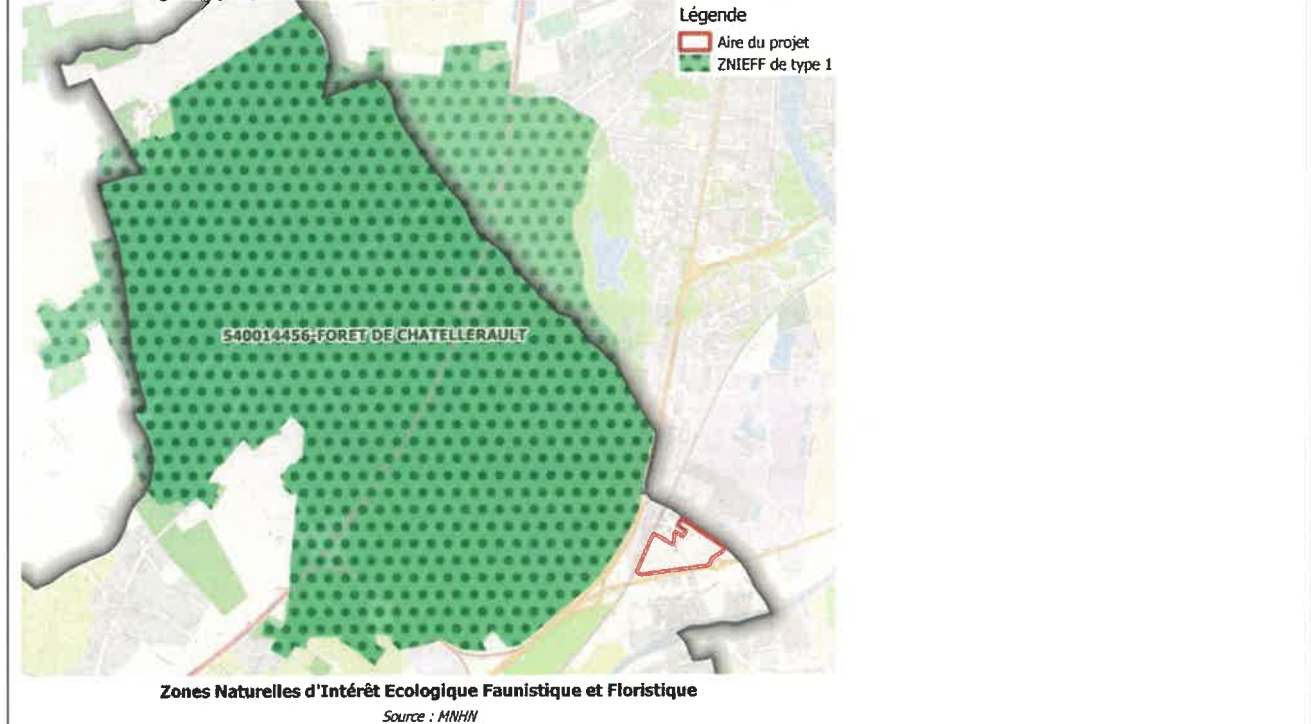 Légende
Aire du projet
ZNIEFF de type 1
540014456-FORET DE CHATELLERAULT
Zones Naturelles d'Intérêt Ecologique Faunistique et Floristique
Source : MNHN